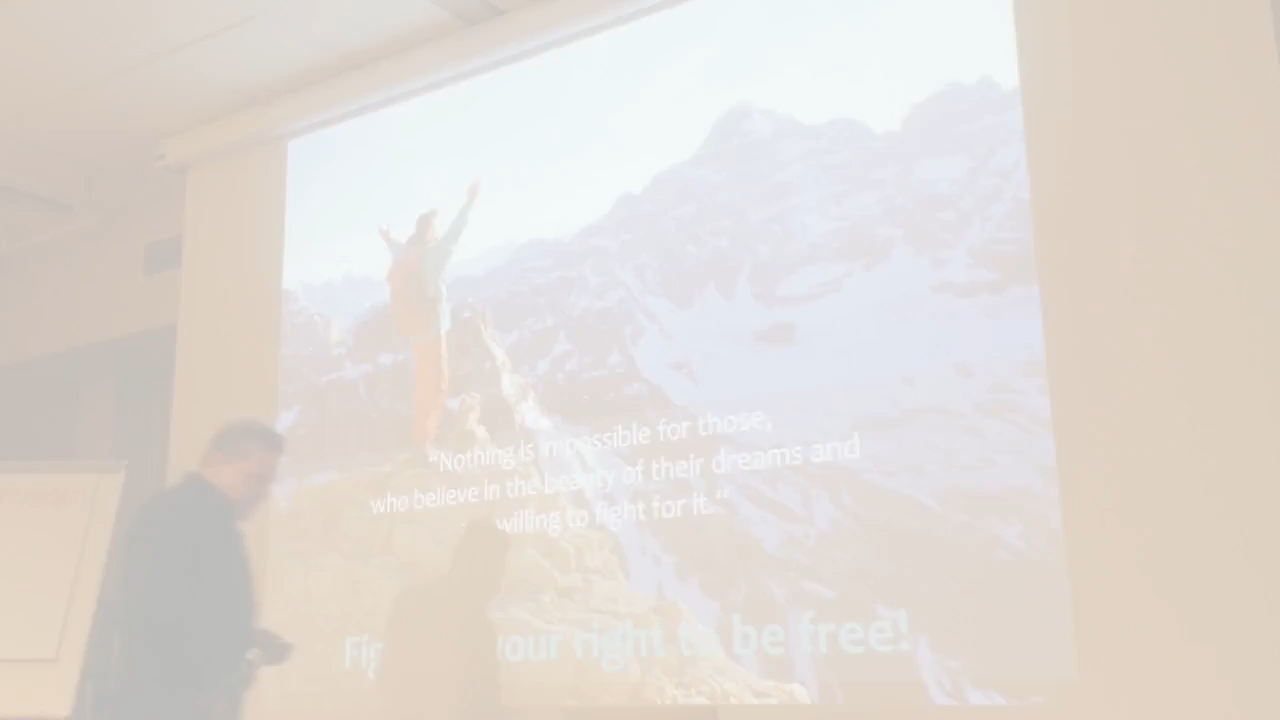 “Nothing is impossible for those,
who believe in the beauty of their dreams and
willing to fight for it.“
your right to be free!